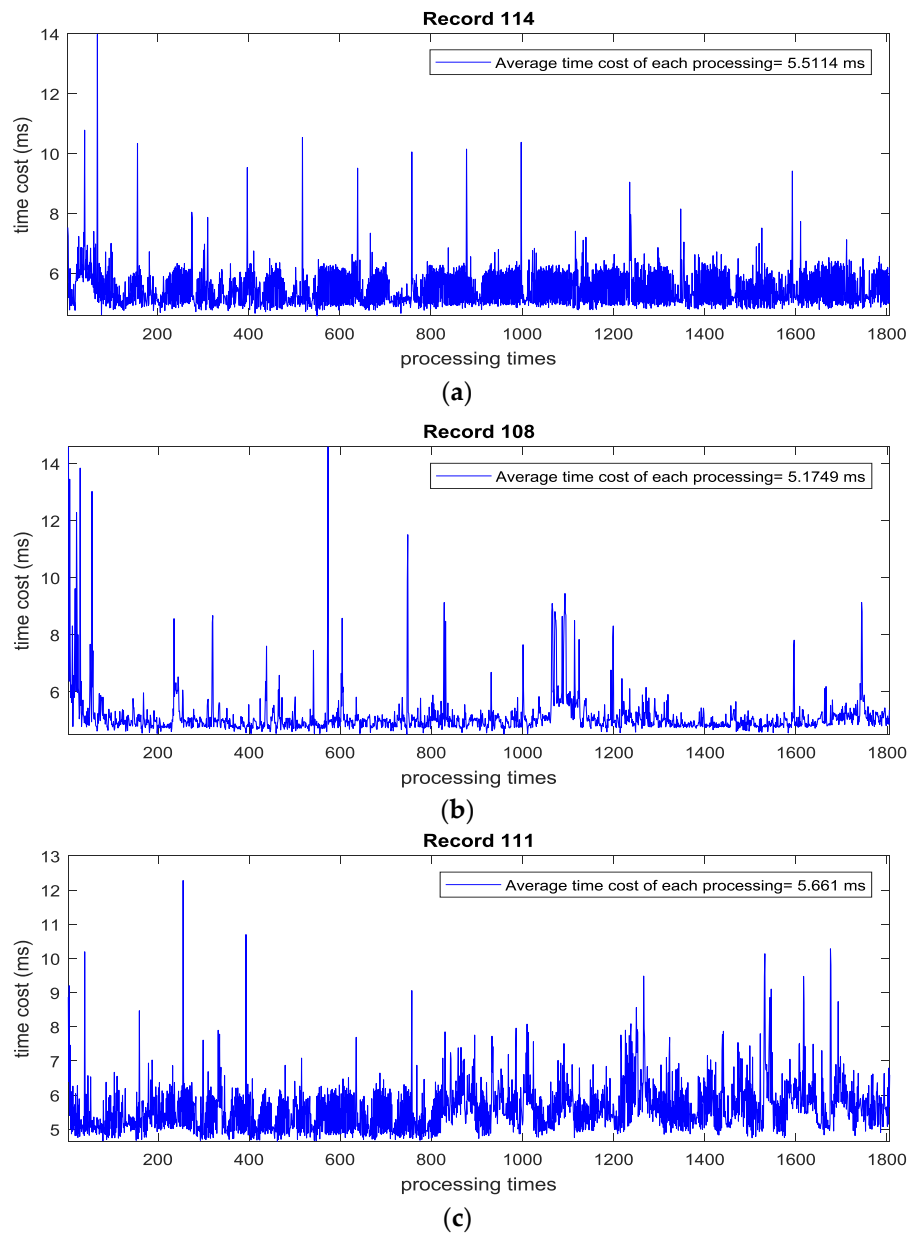 Record 114
Average time cost of each processing= 5.5114 ms
14
12
10
8
6
time cost (ms)
200 400 600 800 1000 1200 1400 1600 1800
processing times
(a)
Record 108
Average time cost of each processing= 5.1749 ms
14
12
10
8
6
time cost (ms)
200 400 600 800 1000 1200 1400 1600 1800
processing times
(b)
Record 111
Average time cost of each processing= 5.661 ms
13
12
11
10
9
8
7
6
5
time cost (ms)
200 400 600 800 1000 1200 1400 1600 1800
processing times
(c)